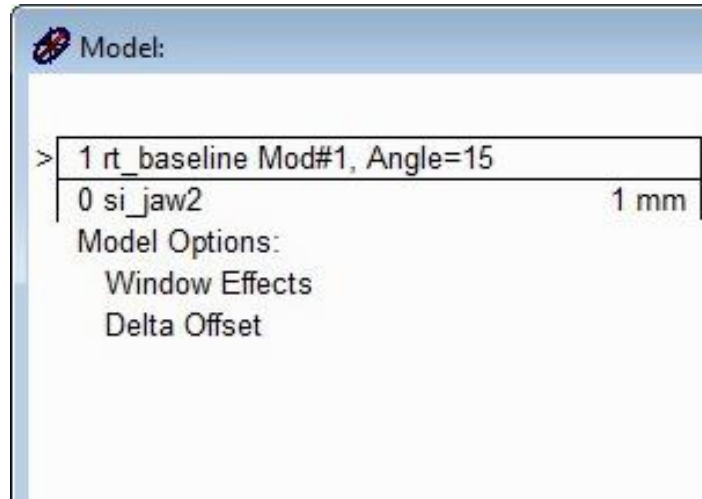 Model:
> 1 rt_baseline Mod#1, Angle=15
0 si_jaw2 1 mm
Model Options:
Window Effects
Delta Offset